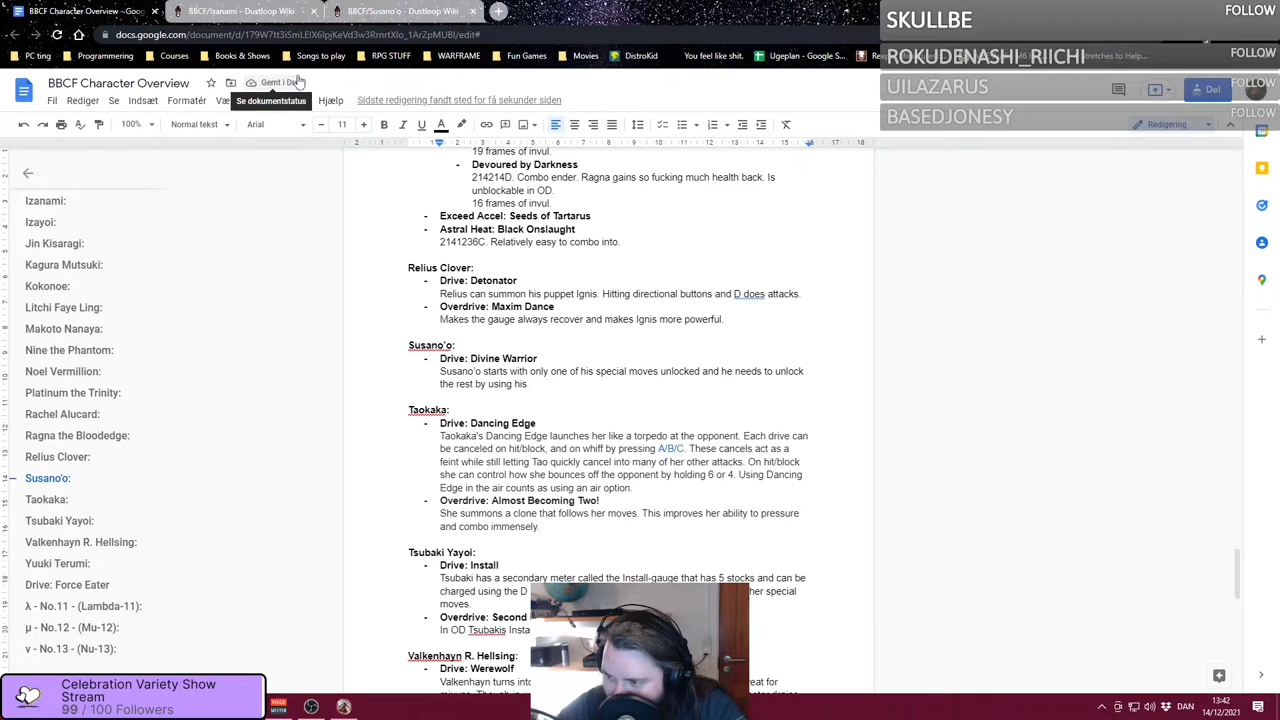 BBCF Character Overview - Goo
BBCF/Izanami - Dustloop Wiki
BBCF/Susano'o - Dustloop Wiki
docs.google.com/document/d/179W7tt3iSmLEIX6IpjKeVd3w3RrnrtXlo_1ArZpMU8I/edit#
PC ting
Programmering
Courses
Books & Shows
Songs to play
RPG STUFF
WARFRAME
Fun Games
Movies
DistroKid
You feel like shit.
Ugeplan - Google S
SKULLBE FOLLOW
ROKUDENASHI_RIICHI FOLLOW
UILAZARUS FOLLOW
BASEDJONESY FOLLOW
BBCF Character Overview
Gemt i D
Se dokumentstatus
Fil Rediger Se Indsæt Formatér Væ Hjælp
Sidste redigering fandt sted for få sekunder siden
Del
100% Normal tekst Arial 11
Redigering
Izanami:
Izayoi:
Jin Kisaragi:
Kagura Mutsuki:
Kokonoe:
Litchi Faye Ling:
Makoto Nanaya:
Nine the Phantom:
Noel Vermillion:
Platinum the Trinity:
Rachel Alucard:
Ragna the Bloodedge:
Relius Clover:
Susano'o:
Taokaka:
Tsubaki Yayoi:
Valkenhayn R. Hellsing:
Yuuki Terumi:
Drive: Force Eater
λ - No.11 - (Lambda-11):
μ - No.12 - (Mu-12):
ν - No.13 - (Nu-13):
19 frames of invul.
- Devoured by Darkness
214214D. Combo ender. Ragna gains so fucking much health back. Is
unblockable in OD.
16 frames of invul.
- Exceed Accel: Seeds of Tartarus
- Astral Heat: Black Onslaught
2141236C. Relatively easy to combo into.
Relius Clover:
- Drive: Detonator
Relius can summon his puppet Ignis. Hitting directional buttons and D does attacks.
- Overdrive: Maxim Dance
Makes the gauge always recover and makes Ignis more powerful.
Susano'o:
- Drive: Divine Warrior
Susano'o starts with only one of his special moves unlocked and he needs to unlock
the rest by using his
Taokaka:
- Drive: Dancing Edge
Taokaka's Dancing Edge launches her like a torpedo at the opponent. Each drive can
be canceled on hit/block, and on whiff by pressing A/B/C. These cancels act as a
feint while still letting Tao quickly cancel into many of her other attacks. On hit/block
she can control how she bounces off the opponent by holding 6 or 4. Using Dancing
Edge in the air counts as using an air option.
- Overdrive: Almost Becoming Two!
She summons a clone that follows her moves. This improves her ability to pressure
and combo immensely.
Tsubaki Yayoi:
- Drive: Install
Tsubaki has a secondary meter called the Install-gauge that has 5 stocks and can be
charged using the D her special
moves.
- Overdrive: Second
In OD Tsubakis Insta
Valkenhayn R. Hellsing:
- Drive: Werewolf
Valkenhayn turns into reat for
Celebration Variety Show
Stream
99 / 100 Followers
DAN
13:42
14/12/2021